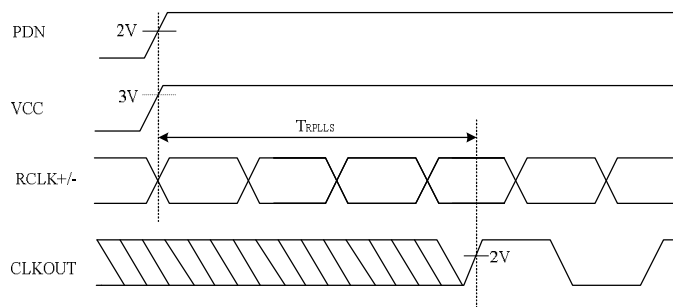 PDN
2V
3V
VCC
TRPLLS
RCLK+/-
CLKOUT
2V